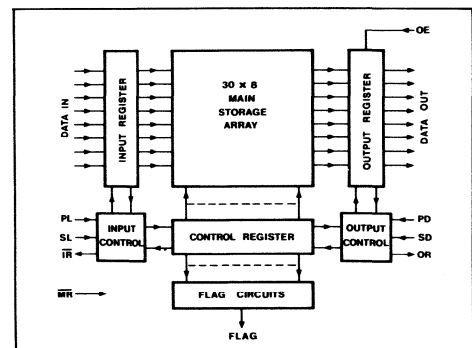 OE
DATA IN
INPUT REGISTER
30 x 8
MAIN
STORAGE
ARRAY
OUTPUT REGISTER
DATA OUT
PL
SL
IR
INPUT
CONTROL
CONTROL REGISTER
OUTPUT
CONTROL
PD
SD
OR
MR
FLAG CIRCUITS
FLAG